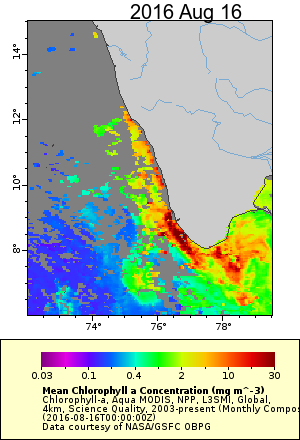 2016 Aug 16
14°
12°
10°
8°
74°
76°
78°
0.03
0.1
0.4
1
3
10
30
Mean Chlorophyll a Concentration (mg m^-3)
Chlorophyll-a, Aqua MODIS, NPP, L3SMI, Global,
4km, Science Quality, 2003-present (Monthly Compos
(2016-08-16T00:00:00Z)
Data courtesy of NASA/GSFC OBPG